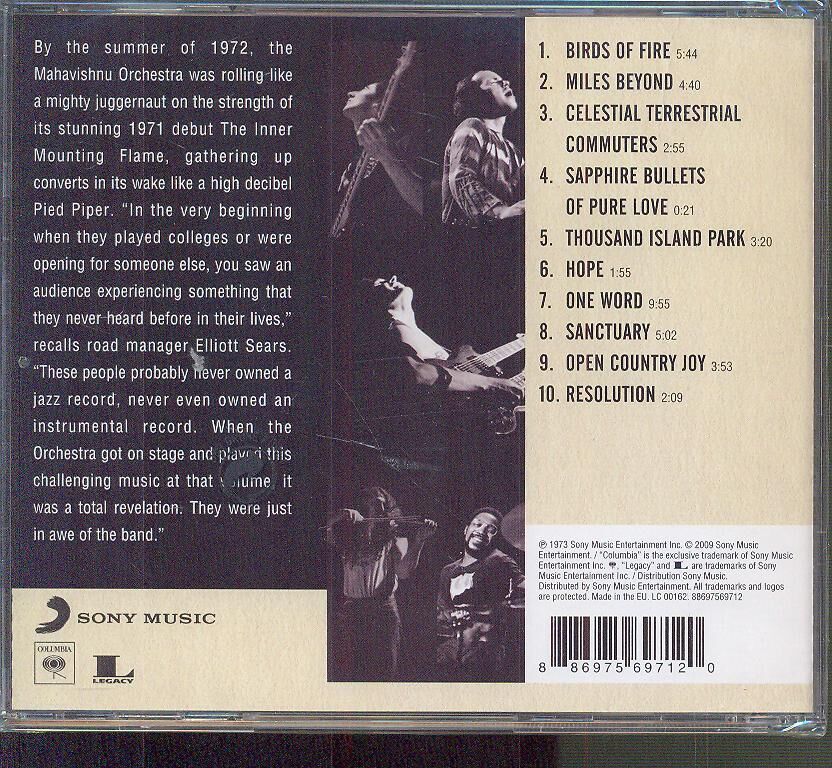 By the summer of 1972, the
Mahavishnu Orchestra was rolling like
a mighty juggernaut on the strength of
its stunning 1971 debut The Inner
Mounting Flame, gathering up
converts in its wake like a high decibel
Pied Piper. “In the very beginning
when they played colleges or were
opening for someone else, you saw an
audience experiencing something that
they never heard before in their lives,”
recalls road manager Elliott Sears.
“These people probably never owned a
jazz record, never even owned an
instrumental record. When the
Orchestra got on stage and played this
challenging music at that volume, it
was a total revelation. They were just
in awe of the band.”
SONY MUSIC
COLUMBIA
L
LEGACY
1. BIRDS OF FIRE 5:44
2. MILES BEYOND 4:40
3. CELESTIAL TERRESTRIAL
COMMUTERS 2:55
4. SAPPHIRE BULLETS
OF PURE LOVE 0:21
5. THOUSAND ISLAND PARK 3:20
6. HOPE 1:55
7. ONE WORD 9:55
8. SANCTUARY 5:02
9. OPEN COUNTRY JOY 3:53
10. RESOLUTION 2:09
℗ 1973 Sony Music Entertainment Inc. © 2009 Sony Music
Entertainment. / "Columbia" is the exclusive trademark of Sony Music
Entertainment Inc. , "Legacy" and L are trademarks of Sony
Music Entertainment Inc. / Distribution Sony Music.
Distributed by Sony Music Entertainment. All trademarks and logos
are protected. Made in the EU. LC 00162. 88697569712
8 86975 69712 0